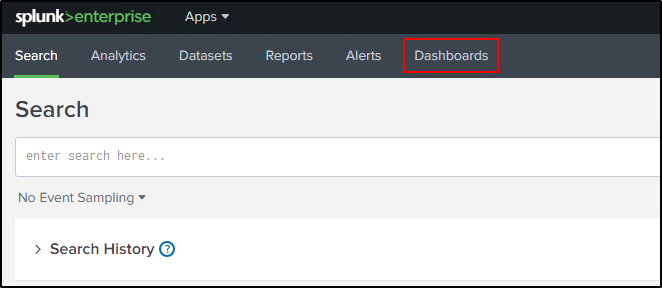 splunk>enterprise Apps
Search Analytics Datasets Reports Alerts Dashboards
Search
enter search here...
No Event Sampling
Search History ?